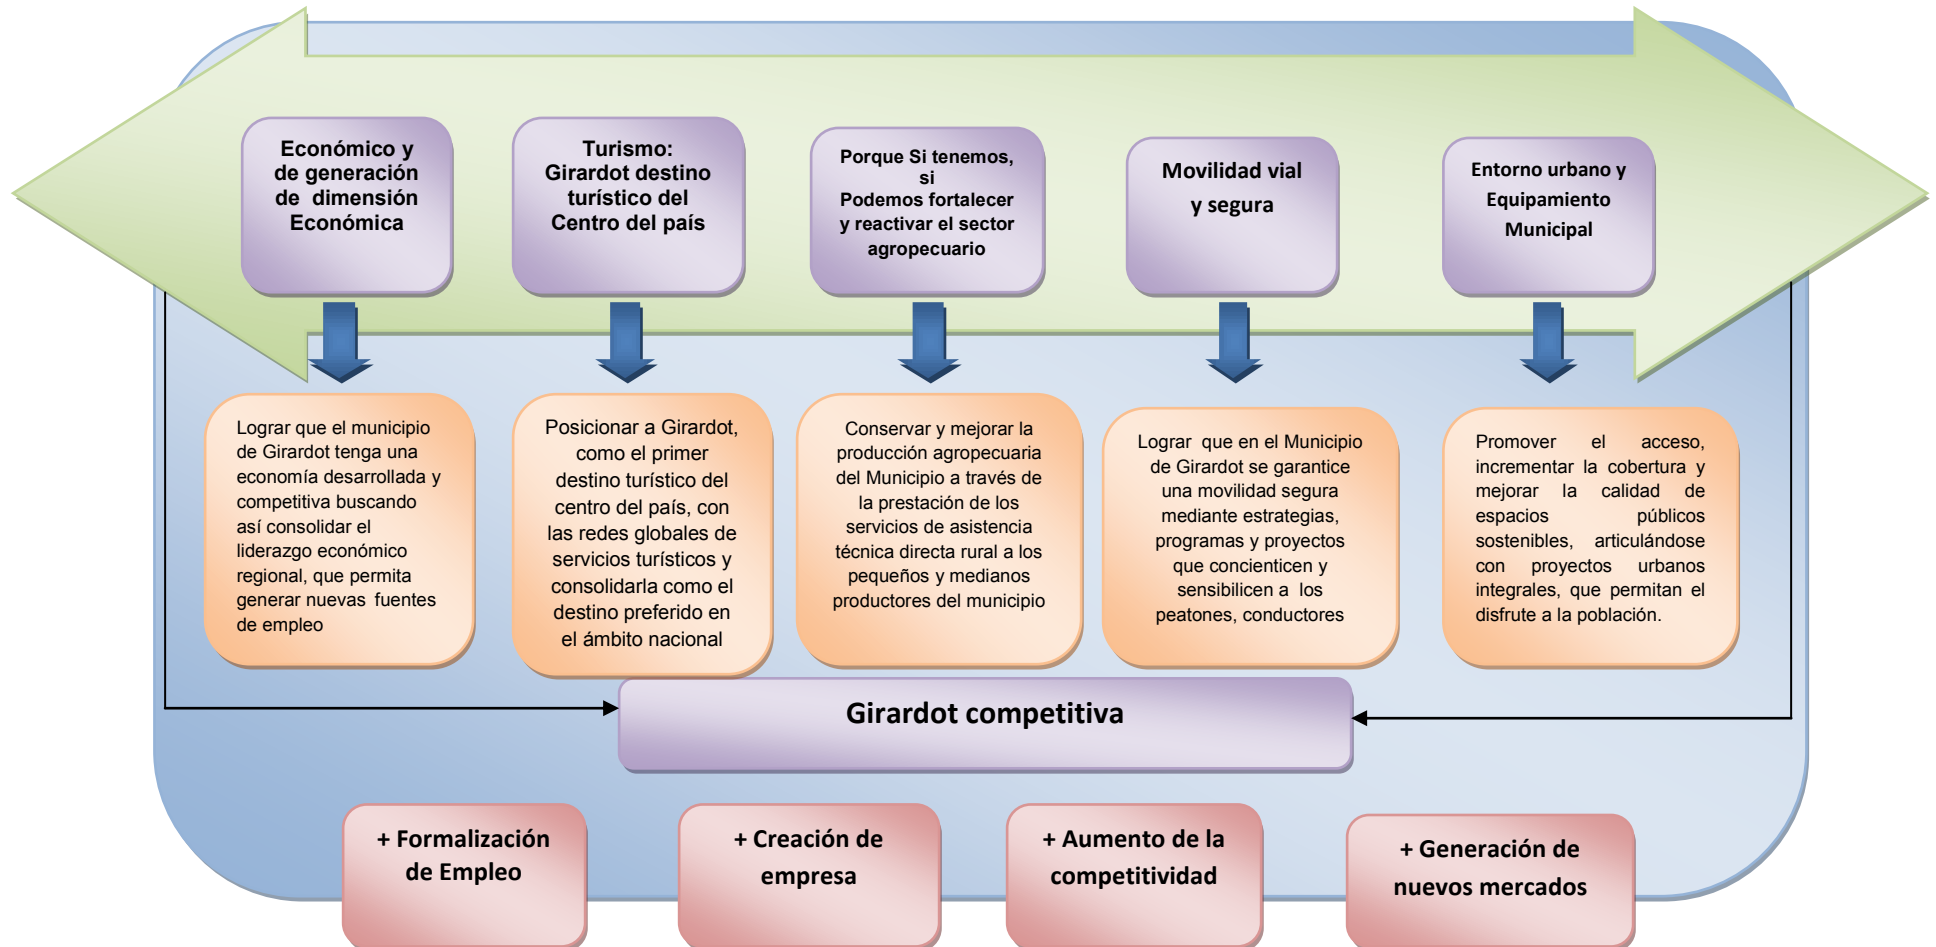 Económico y
de generación
de dimensión
Económica
Turismo:
Girardot destino
turístico del
Centro del país
Porque Si tenemos,
si
Podemos fortalecer
y reactivar el sector
agropecuario
Movilidad vial
y segura
Entorno urbano y
Equipamiento
Municipal
Lograr que el municipio
de Girardot tenga una
economía desarrollada y
competitiva buscando
así consolidar el
liderazgo económico
regional, que permita
generar nuevas fuentes
de empleo
Posicionar a Girardot,
como el primer
destino turístico del
centro del país, con
las redes globales de
servicios turísticos y
consolidarla como el
destino preferido en
el ámbito nacional
Conservar y mejorar la
producción agropecuaria
del Municipio a través de
la prestación de los
servicios de asistencia
técnica directa rural a los
pequeños y medianos
productores del municipio
Lograr que en el Municipio
de Girardot se garantice
una movilidad segura
mediante estrategias,
programas y proyectos
que concienticen y
sensibilicen a los
peatones, conductores
Promover el acceso,
incrementar la cobertura y
mejorar la calidad de
espacios públicos
sostenibles, articulándose
con proyectos urbanos
integrales, que permitan el
disfrute a la población.
Girardot competitiva
+ Formalización
de Empleo
+ Creación de
empresa
+ Aumento de la
competitividad
+ Generación de
nuevos mercados